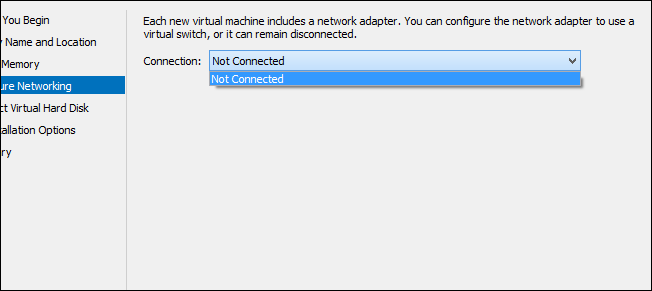 You Begin
Name and Location
Memory
ure Networking
ct Virtual Hard Disk
allation Options
ry
Each new virtual machine includes a network adapter. You can configure the network adapter to use a
virtual switch, or it can remain disconnected.
Connection: Not Connected
Not Connected